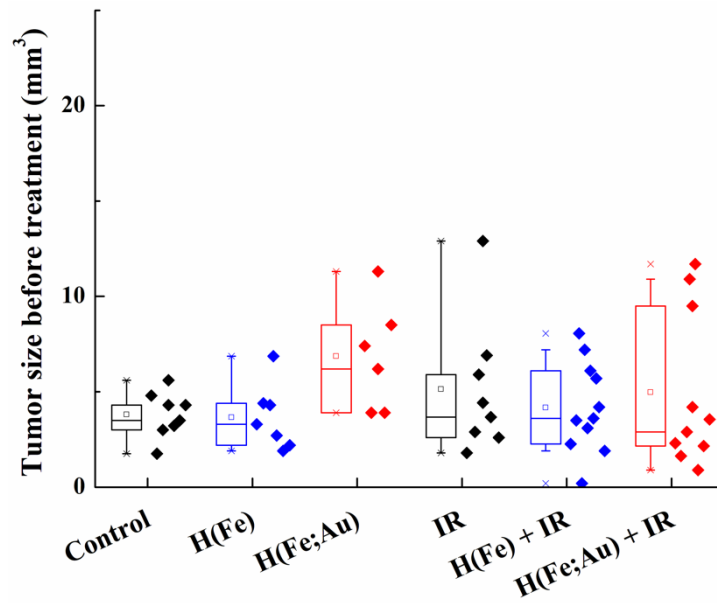 Tumor size before treatment (mm³)
20
10
0
Control
H(Fe)
H(Fe;Au)
IR
H(Fe) + IR
H(Fe;Au) + IR